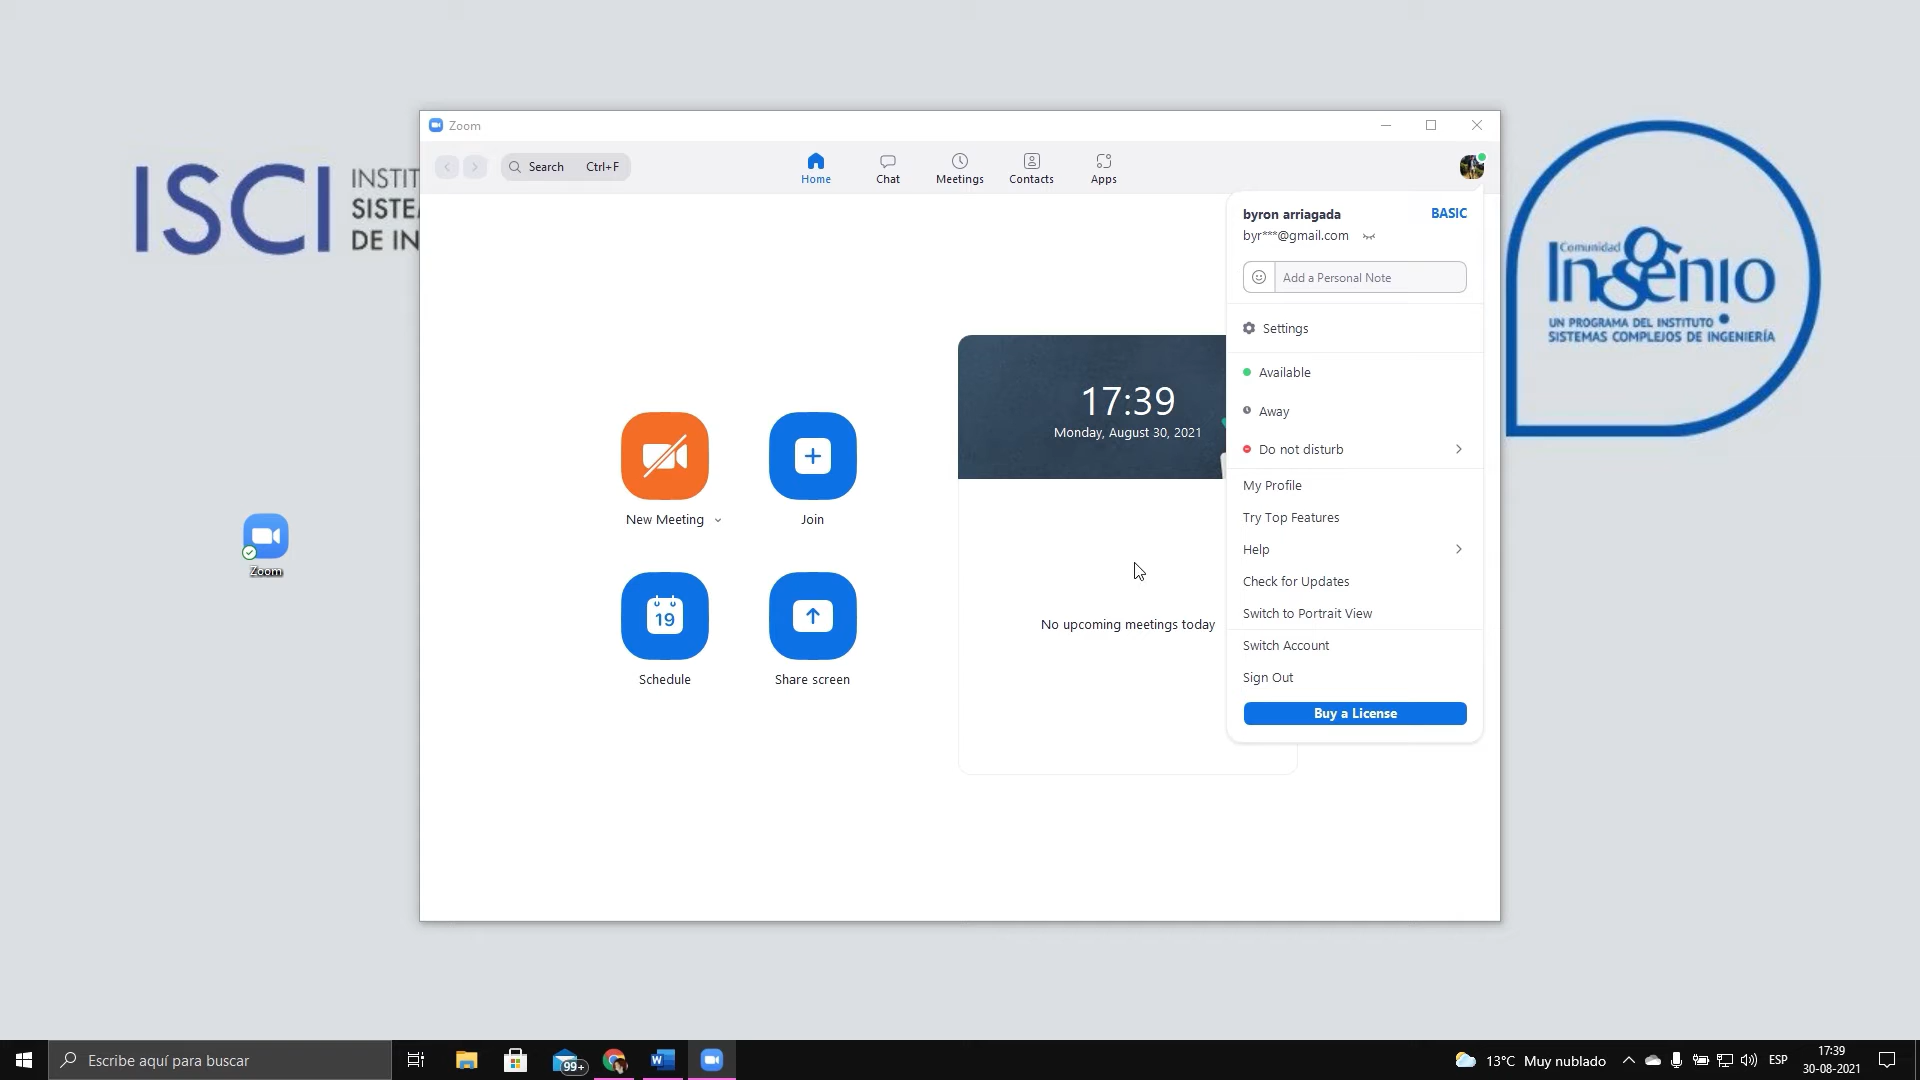 ISCI
INSTIT
SISTE
DE IN
Zoom
Search Ctrl+F
Home
Chat
Meetings
Contacts
Apps
byron arriagada BASIC
byr***@gmail.com
Add a Personal Note
Settings
Available
Away
Do not disturb
My Profile
Try Top Features
Help
Check for Updates
Switch to Portrait View
Switch Account
Sign Out
Buy a License
17:39
Monday, August 30, 2021
No upcoming meetings today
New Meeting
Join
19
Schedule
Share screen
Comunidad
Ingenio
UN PROGRAMA DEL INSTITUTO
SISTEMAS COMPLEJOS DE INGENIERÍA
Zoom
Escribe aquí para buscar
99+
W
13°C Muy nublado
ESP
17:39
30-08-2021